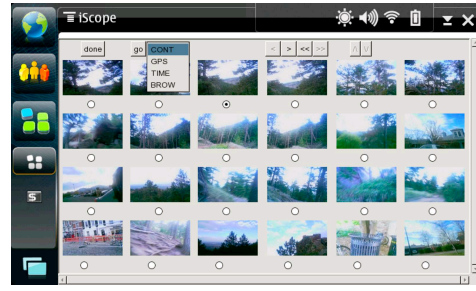 iScope
done go CONT < > << >> /\ \/
GPS
TIME
BROW